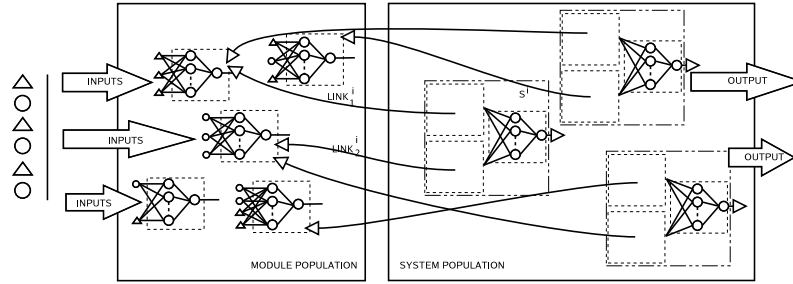 INPUTS
OUTPUT
LINK 1 i
S i
INPUTS
LINK 2 i
OUTPUT
INPUTS
MODULE POPULATION
SYSTEM POPULATION